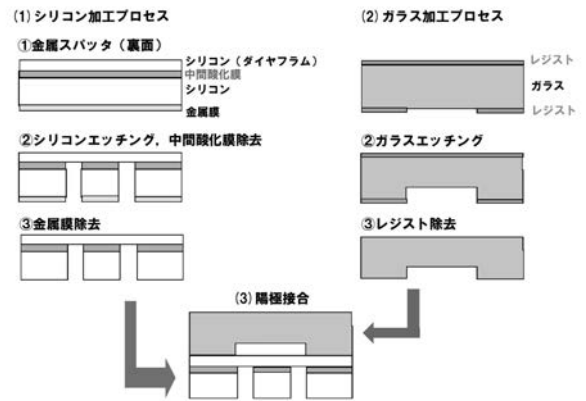 (1) シリコン加工プロセス
①金属スパッタ（裏面）
シリコン（ダイヤフラム）
中間酸化膜
シリコン
金属膜
②シリコンエッチング，中間酸化膜除去
③金属膜除去
(2) ガラス加工プロセス
レジスト
ガラス
レジスト
②ガラスエッチング
③レジスト除去
(3) 陽極接合